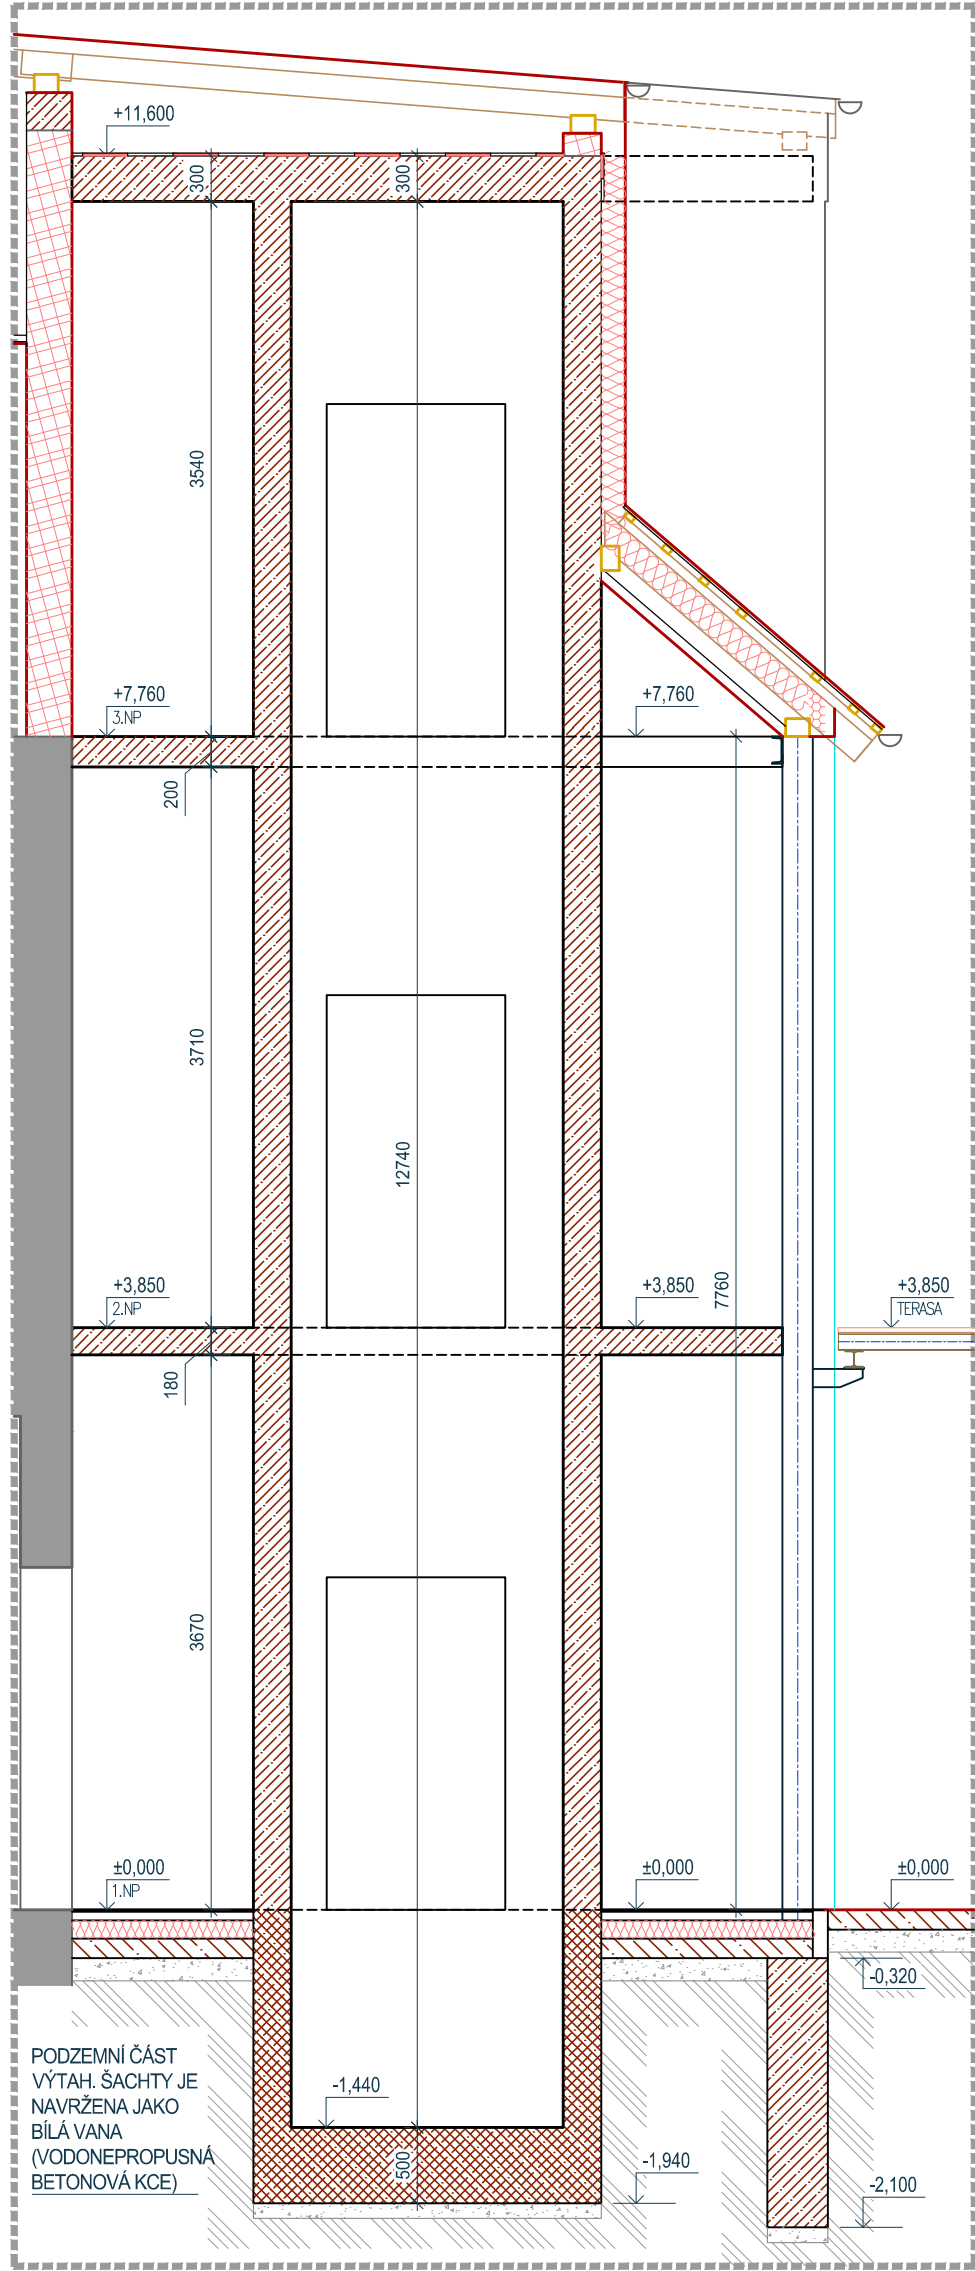 +11,600
300
300
3540
+7,760
3.NP
+7,760
200
3710
12740
7760
+3,850
2.NP
+3,850
+3,850
TERASA
180
3670
±0,000
1.NP
±0,000
±0,000
-0,320
PODZEMNÍ ČÁST
VÝTAH. ŠACHTY JE
NAVRŽENA JAKO
BÍLÁ VANA
(VODONEPROPUSNÁ
BETONOVÁ KCE)
-1,440
500
-1,940
-2,100